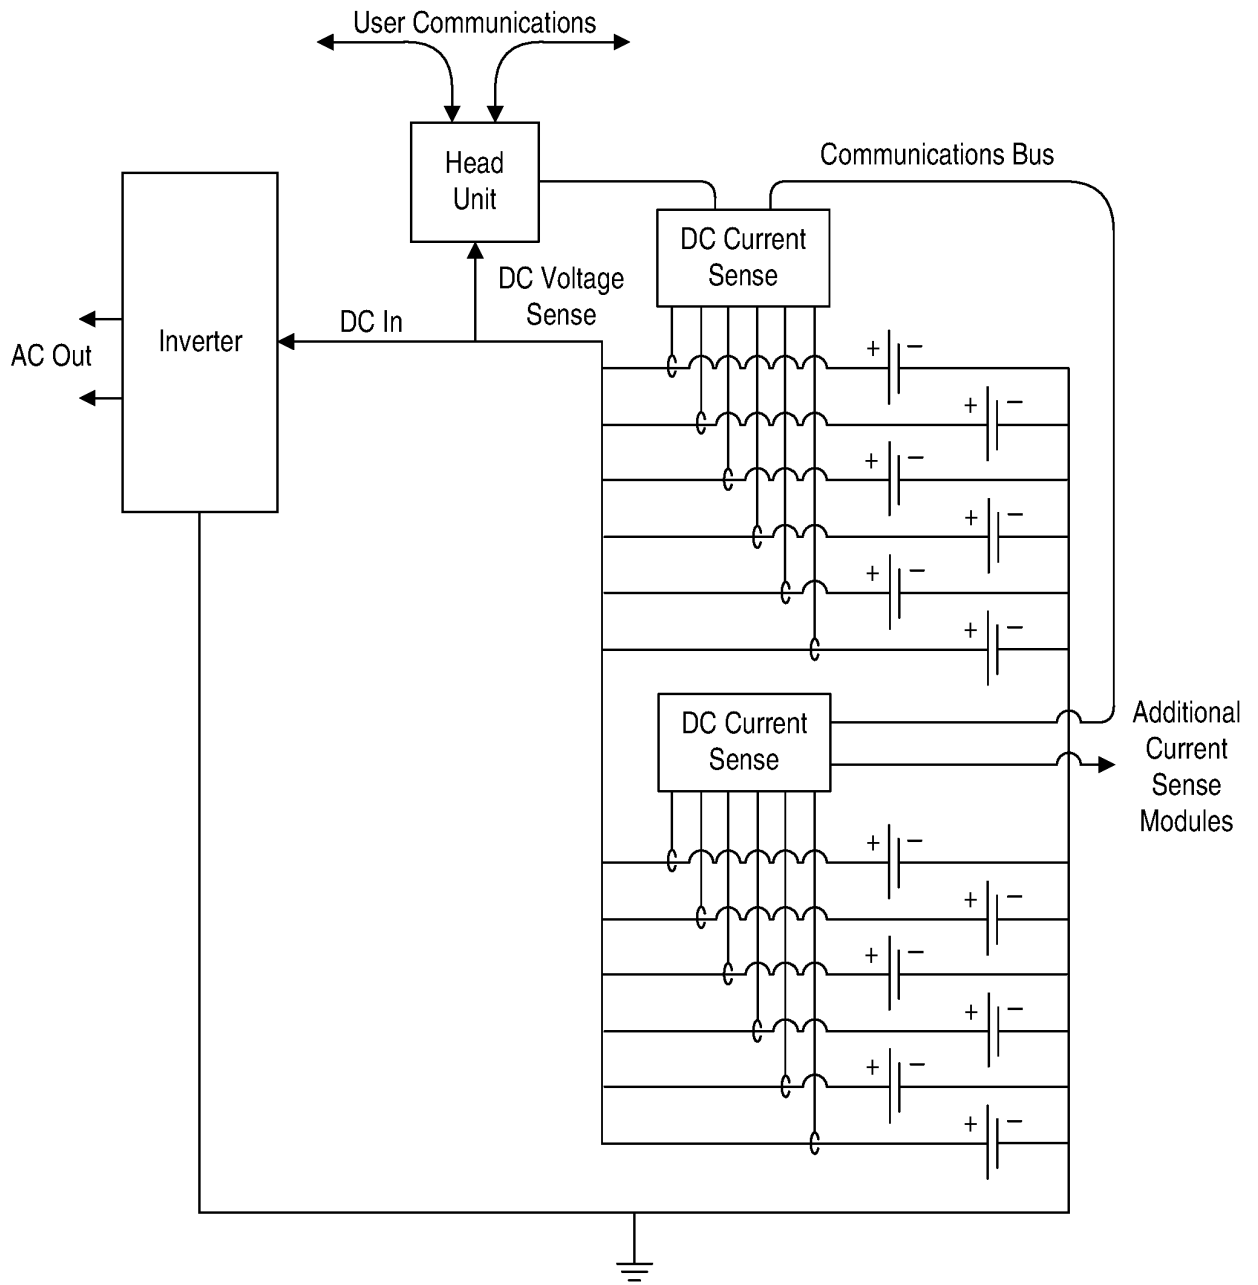 User Communications
Head
Unit
Communications Bus
DC Current
Sense
DC Voltage
Sense
DC In
Inverter
AC Out
+ −
+ −
+ −
+ −
+ −
+ −
DC Current
Sense
Additional
Current
Sense
Modules
+ −
+ −
+ −
+ −
+ −
+ −